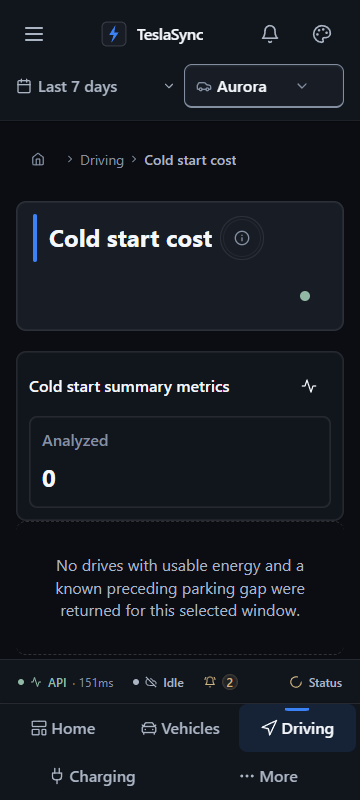 TeslaSync
Last 7 days
Aurora
Driving
Cold start cost
Cold start cost
Cold start summary metrics
Analyzed
0
No drives with usable energy and a
known preceding parking gap were
returned for this selected window.
API · 151ms
Idle
2
Status
Home
Vehicles
Driving
Charging
More